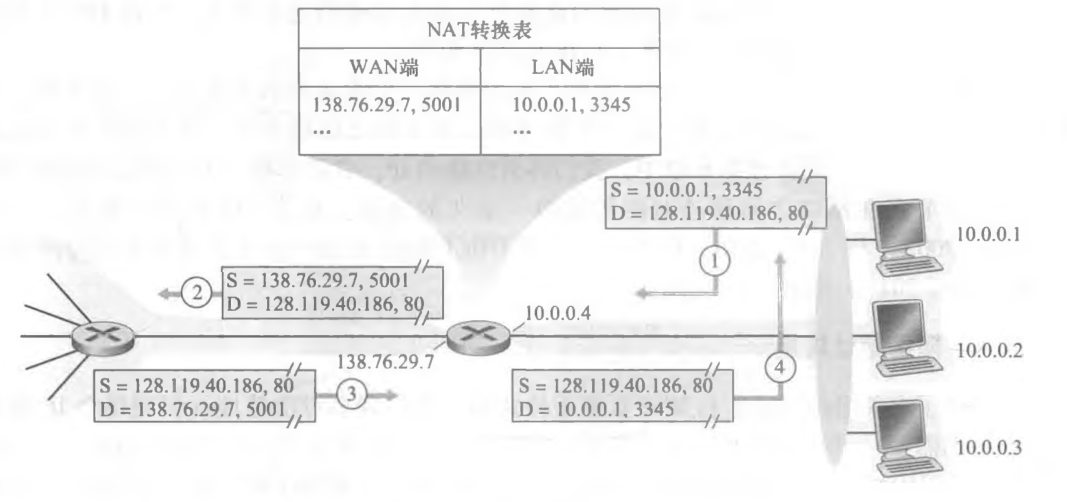 NAT转换表
WAN端 LAN端
138.76.29.7, 5001 10.0.0.1, 3345
... ...
S = 10.0.0.1, 3345
D = 128.119.40.186, 80
10.0.0.1
1
S = 138.76.29.7, 5001
D = 128.119.40.186, 80
2
10.0.0.4
10.0.0.2
138.76.29.7
4
S = 128.119.40.186, 80
D = 138.76.29.7, 5001
3
S = 128.119.40.186, 80
D = 10.0.0.1, 3345
10.0.0.3